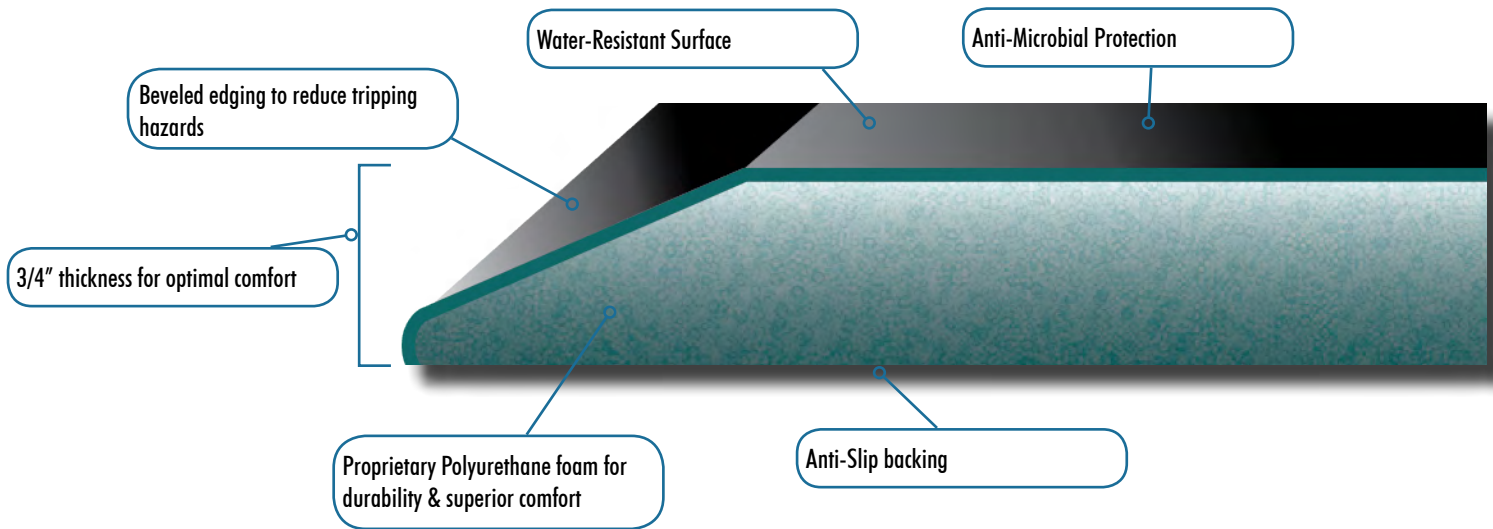 Water-Resistant Surface
Anti-Microbial Protection
Beveled edging to reduce tripping
hazards
3/4” thickness for optimal comfort
Proprietary Polyurethane foam for
durability & superior comfort
Anti-Slip backing